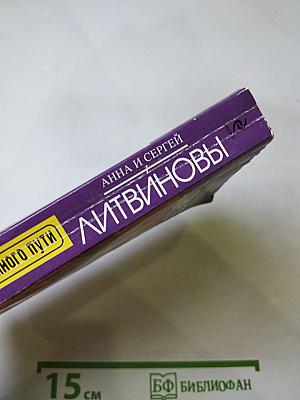 АННА И СЕРГЕЙ
ЛИТВИНОВЫ
НОГО ПУТИ
15 см
БФ БИБЛИОФАН